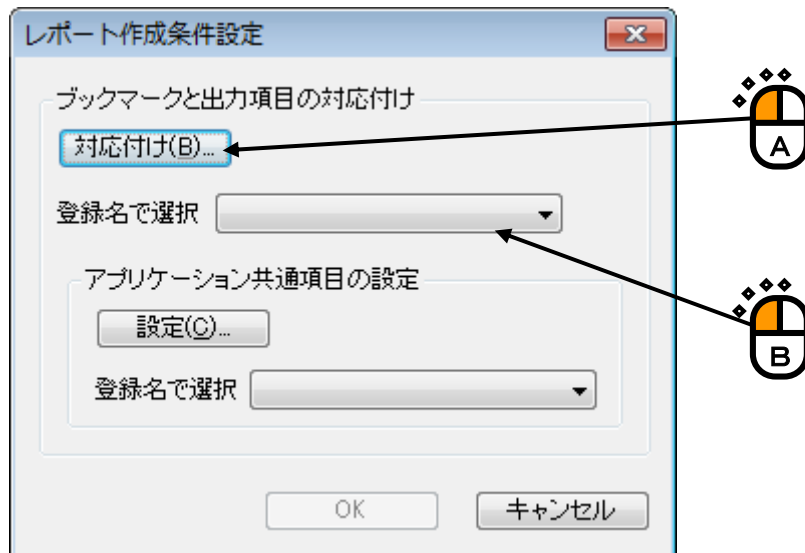 レポート作成条件設定
ブックマークと出力項目の対応付け
対応付け(B)...
A
登録名で選択
アプリケーション共通項目の設定
設定(C)...
B
登録名で選択
OK
キャンセル